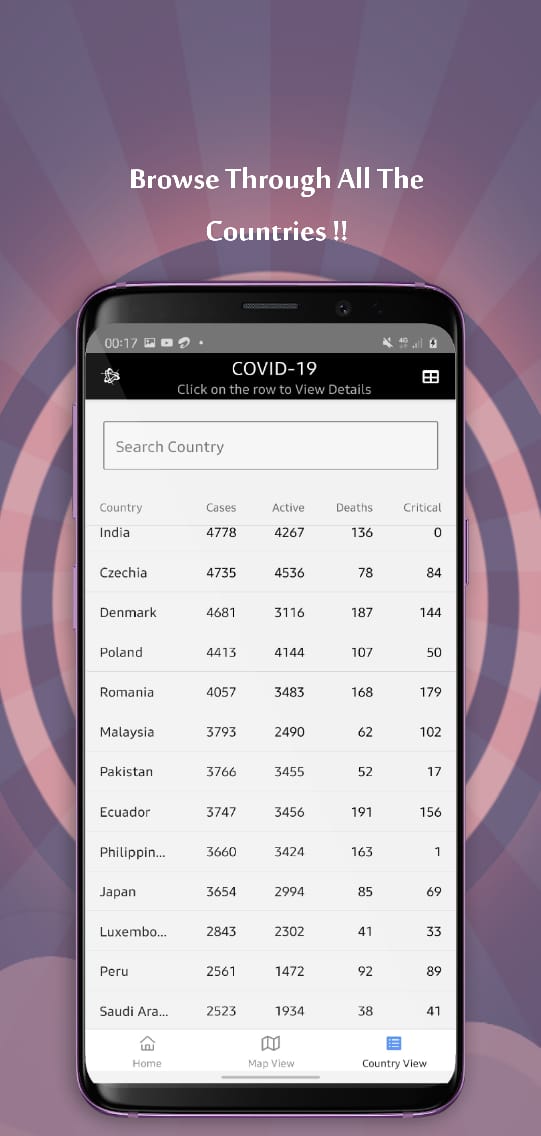 Browse Through All The
Countries !!
00:17 4G
COVID-19
Click on the row to View Details
Search Country
Country Cases Active Deaths Critical
India 4778 4267 136 0
Czechia 4735 4536 78 84
Denmark 4681 3116 187 144
Poland 4413 4144 107 50
Romania 4057 3483 168 179
Malaysia 3793 2490 62 102
Pakistan 3766 3455 52 17
Ecuador 3747 3456 191 156
Philippin... 3660 3424 163 1
Japan 3654 2994 85 69
Luxembo... 2843 2302 41 33
Peru 2561 1472 92 89
Saudi Ara... 2523 1934 38 41
Home Map View Country View